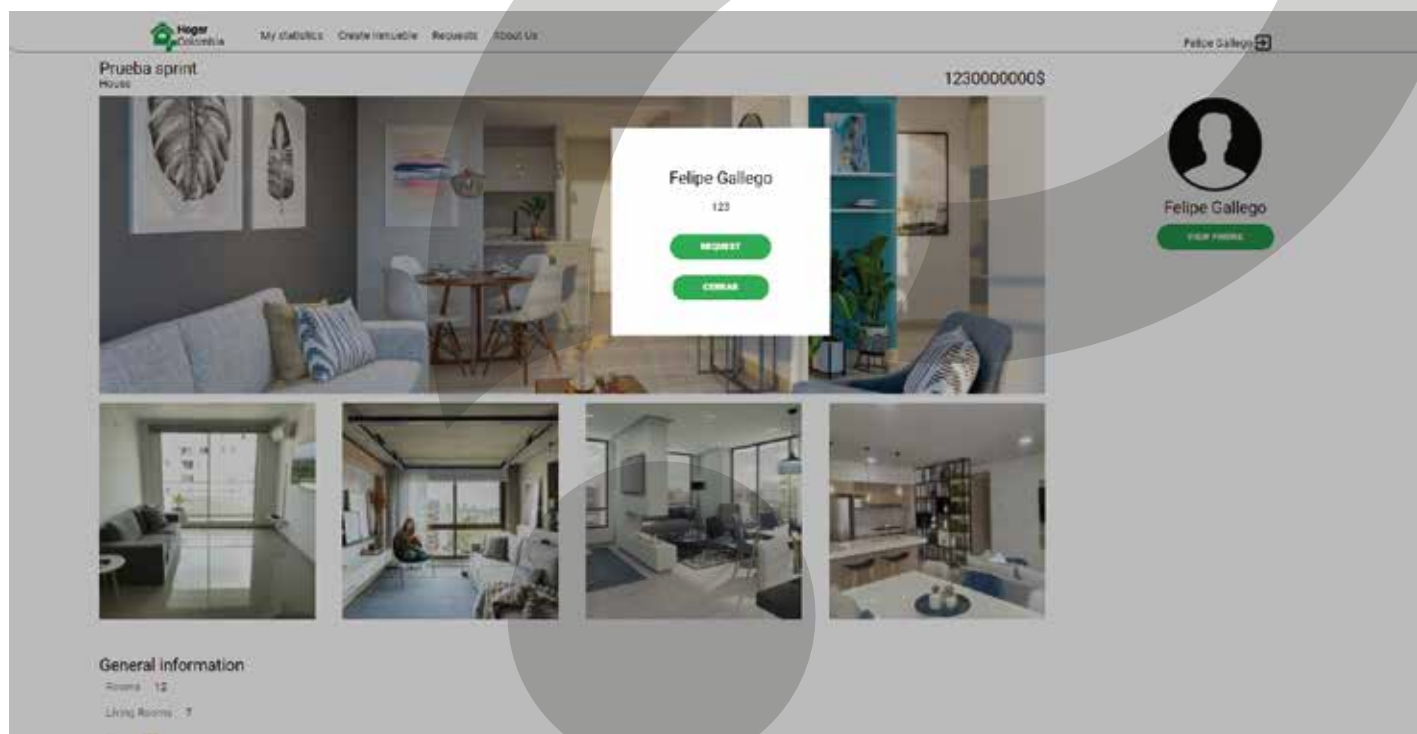 Hogar
Colombia
My statistics Create Inmueble Requests About Us
Felipe Gallego
Prueba sprint
House
1230000000$
Felipe Gallego
123
REQUEST
CERRAR
Felipe Gallego
VIEW PHONE
General information
Rooms 12
Living Rooms 7